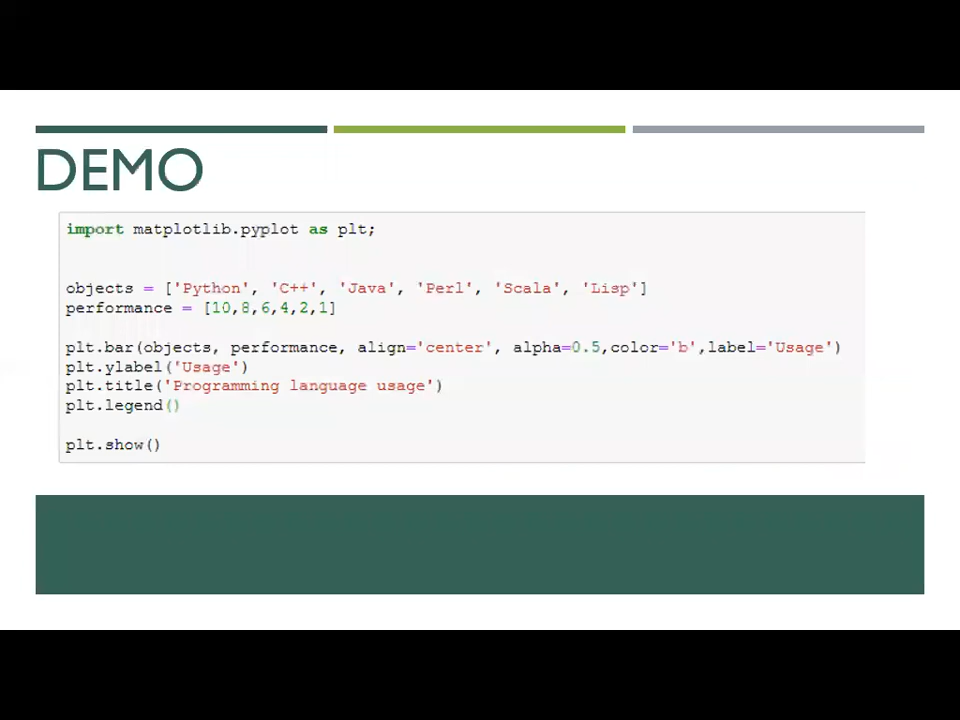 DEMO
import matplotlib.pyplot as plt;
objects = ['Python', 'C++', 'Java', 'Perl', 'Scala', 'Lisp']
performance = [10,8,6,4,2,1]
plt.bar(objects, performance, align='center', alpha=0.5,color='b',label='Usage')
plt.ylabel('Usage')
plt.title('Programming language usage')
plt.legend()
plt.show()